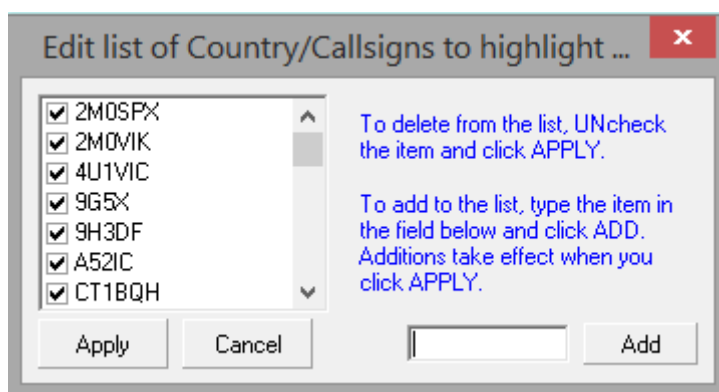 Edit list of Country/Callsigns to highlight ...
x
2M0SPX
2M0VIK
4U1VIC
9G5X
9H3DF
A52IC
CT1BQH
To delete from the list, UNcheck
the item and click APPLY.
To add to the list, type the item in
the field below and click ADD.
Additions take effect when you
click APPLY.
Apply
Cancel
Add